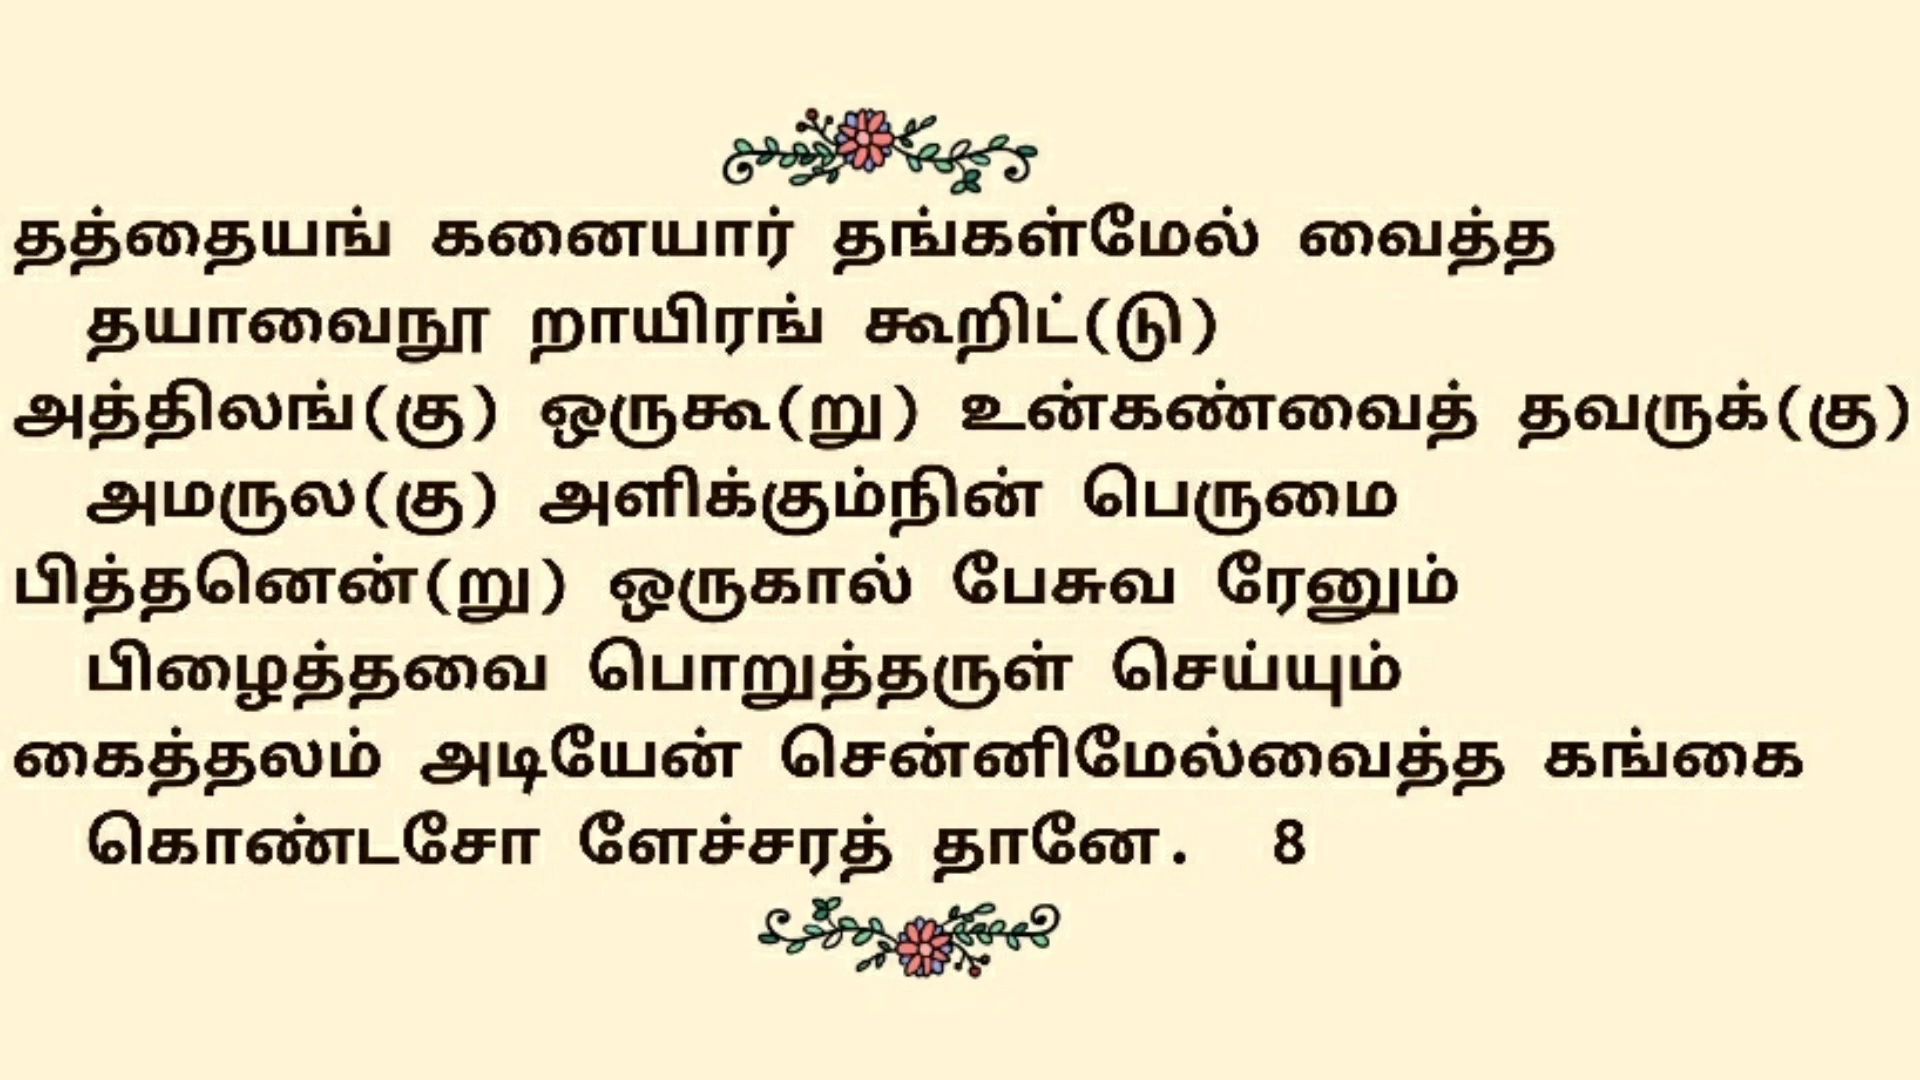 தத்தையங் கனையார் தங்கள்மேல் வைத்த
தயாவைநூ றாயிரங் கூறிட்(டு)
அத்திலங்(கு) ஒருகூ(று) உன்கண்வைத் தவருக்(கு)
அமருல(கு) அளிக்கும்நின் பெருமை
பித்தனென்(று) ஒருகால் பேசுவ ரேனும்
பிழைத்தவை பொறுத்தருள் செய்யும்
கைத்தலம் அடியேன் சென்னிமேல்வைத்த கங்கை
கொண்டசோ ளேச்சரத் தானே. 8